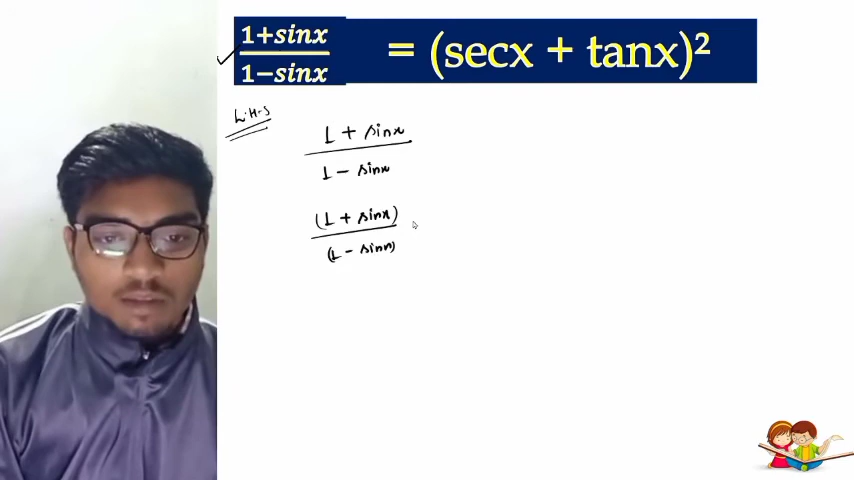 1+sinx
1−sinx
= (secx + tanx)²
L.H.S
1 + sinx
1 − sinx
(1 + sinx)
(1 − sinx)